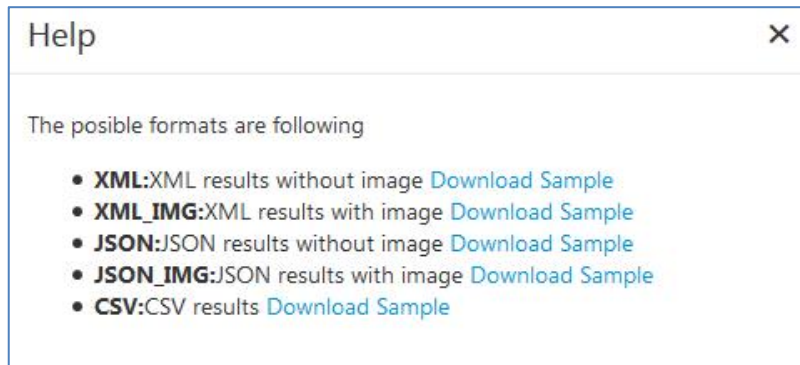 Help
The posible formats are following
XML:XML results without image Download Sample
XML_IMG:XML results with image Download Sample
JSON:JSON results without image Download Sample
JSON_IMG:JSON results with image Download Sample
CSV:CSV results Download Sample